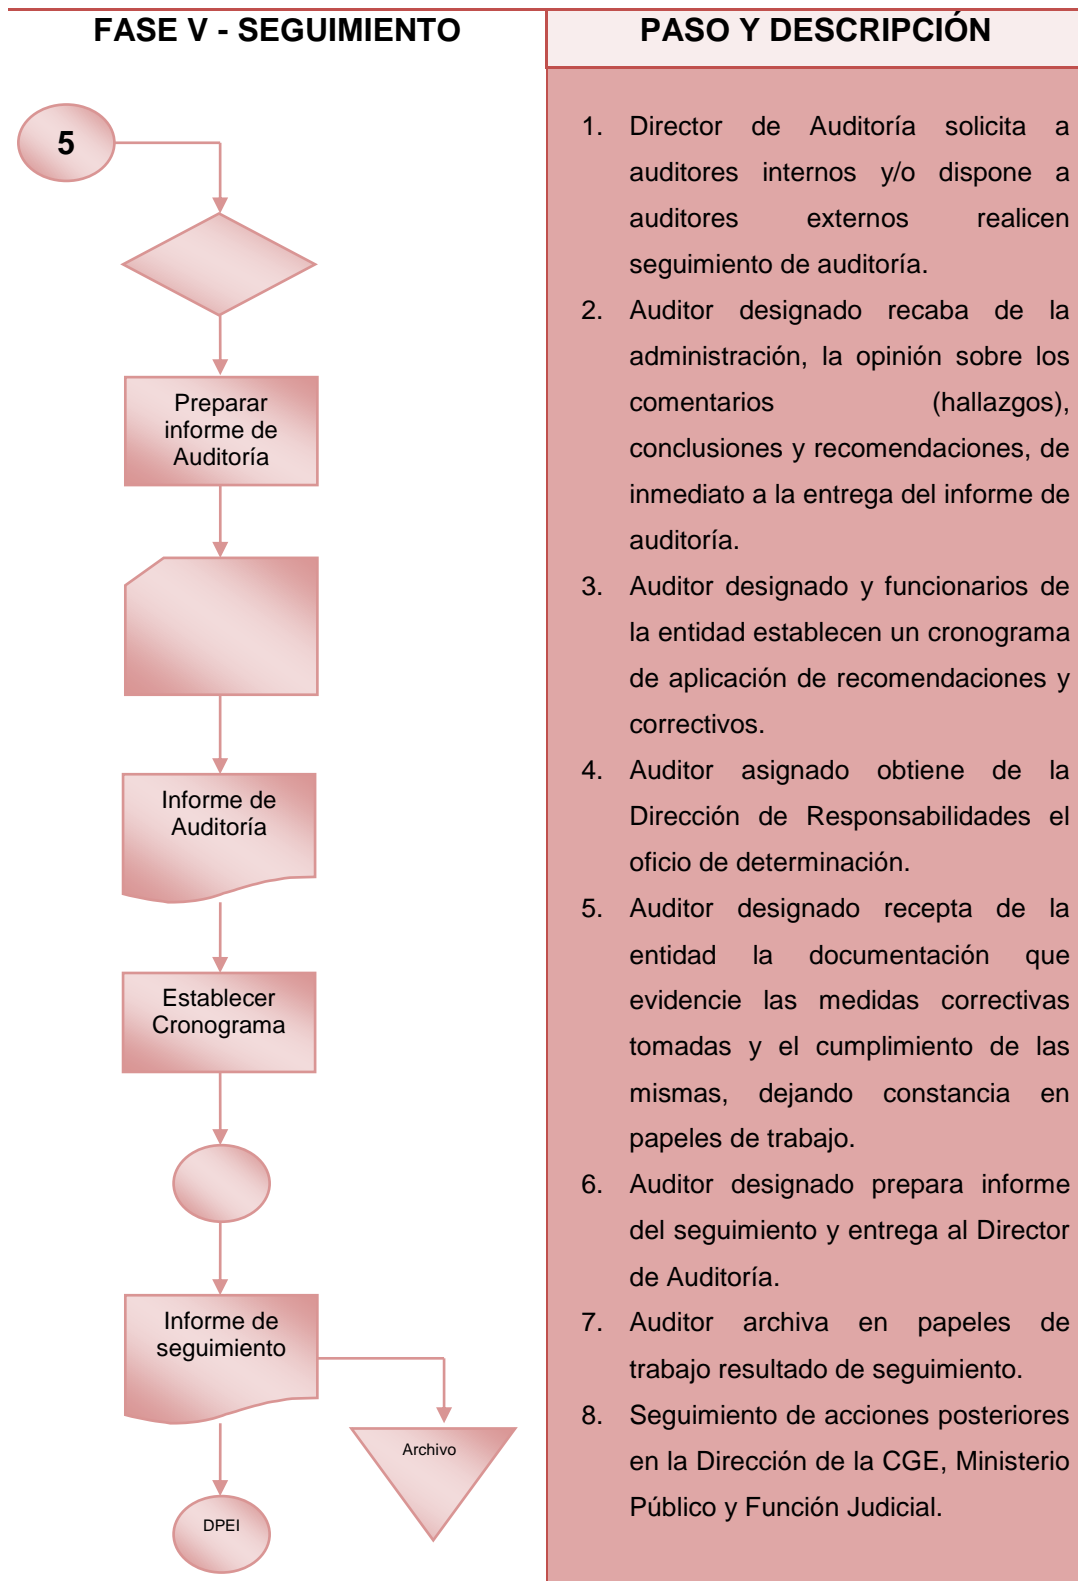 FASE V - SEGUIMIENTO
PASO Y DESCRIPCIÓN
5
Preparar
informe de
Auditoría
Informe de
Auditoría
Establecer
Cronograma
Informe de
seguimiento
Archivo
DPEI
1. Director de Auditoría solicita a
auditores internos y/o dispone a
auditores externos realicen
seguimiento de auditoría.
2. Auditor designado recaba de la
administración, la opinión sobre los
comentarios (hallazgos),
conclusiones y recomendaciones, de
inmediato a la entrega del informe de
auditoría.
3. Auditor designado y funcionarios de
la entidad establecen un cronograma
de aplicación de recomendaciones y
correctivos.
4. Auditor asignado obtiene de la
Dirección de Responsabilidades el
oficio de determinación.
5. Auditor designado recepta de la
entidad la documentación que
evidencie las medidas correctivas
tomadas y el cumplimiento de las
mismas, dejando constancia en
papeles de trabajo.
6. Auditor designado prepara informe
del seguimiento y entrega al Director
de Auditoría.
7. Auditor archiva en papeles de
trabajo resultado de seguimiento.
8. Seguimiento de acciones posteriores
en la Dirección de la CGE, Ministerio
Público y Función Judicial.